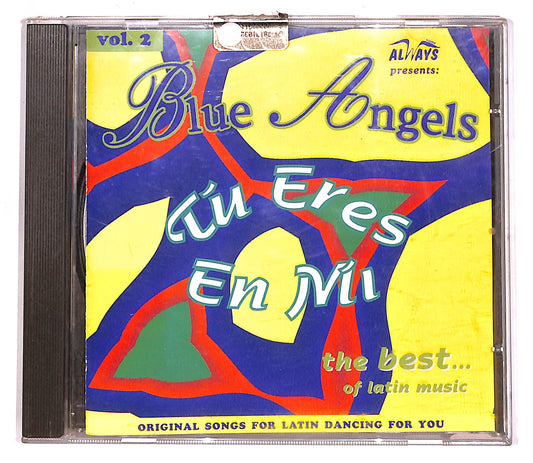 vol. 2
ALWAYS
presents:
Blue Angels
Tú Eres
En Mí
the best...
of latin music
ORIGINAL SONGS FOR LATIN DANCING FOR YOU